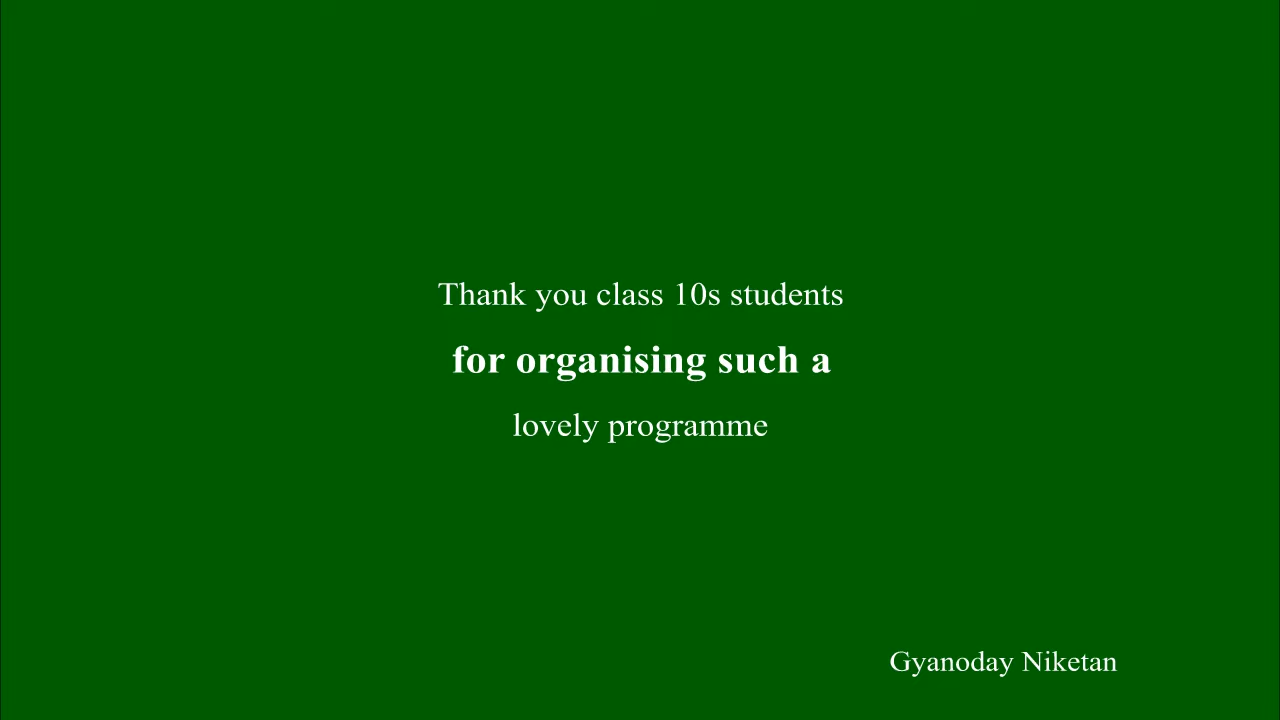 Thank you class 10s students
for organising such a
lovely programme
Gyanoday Niketan